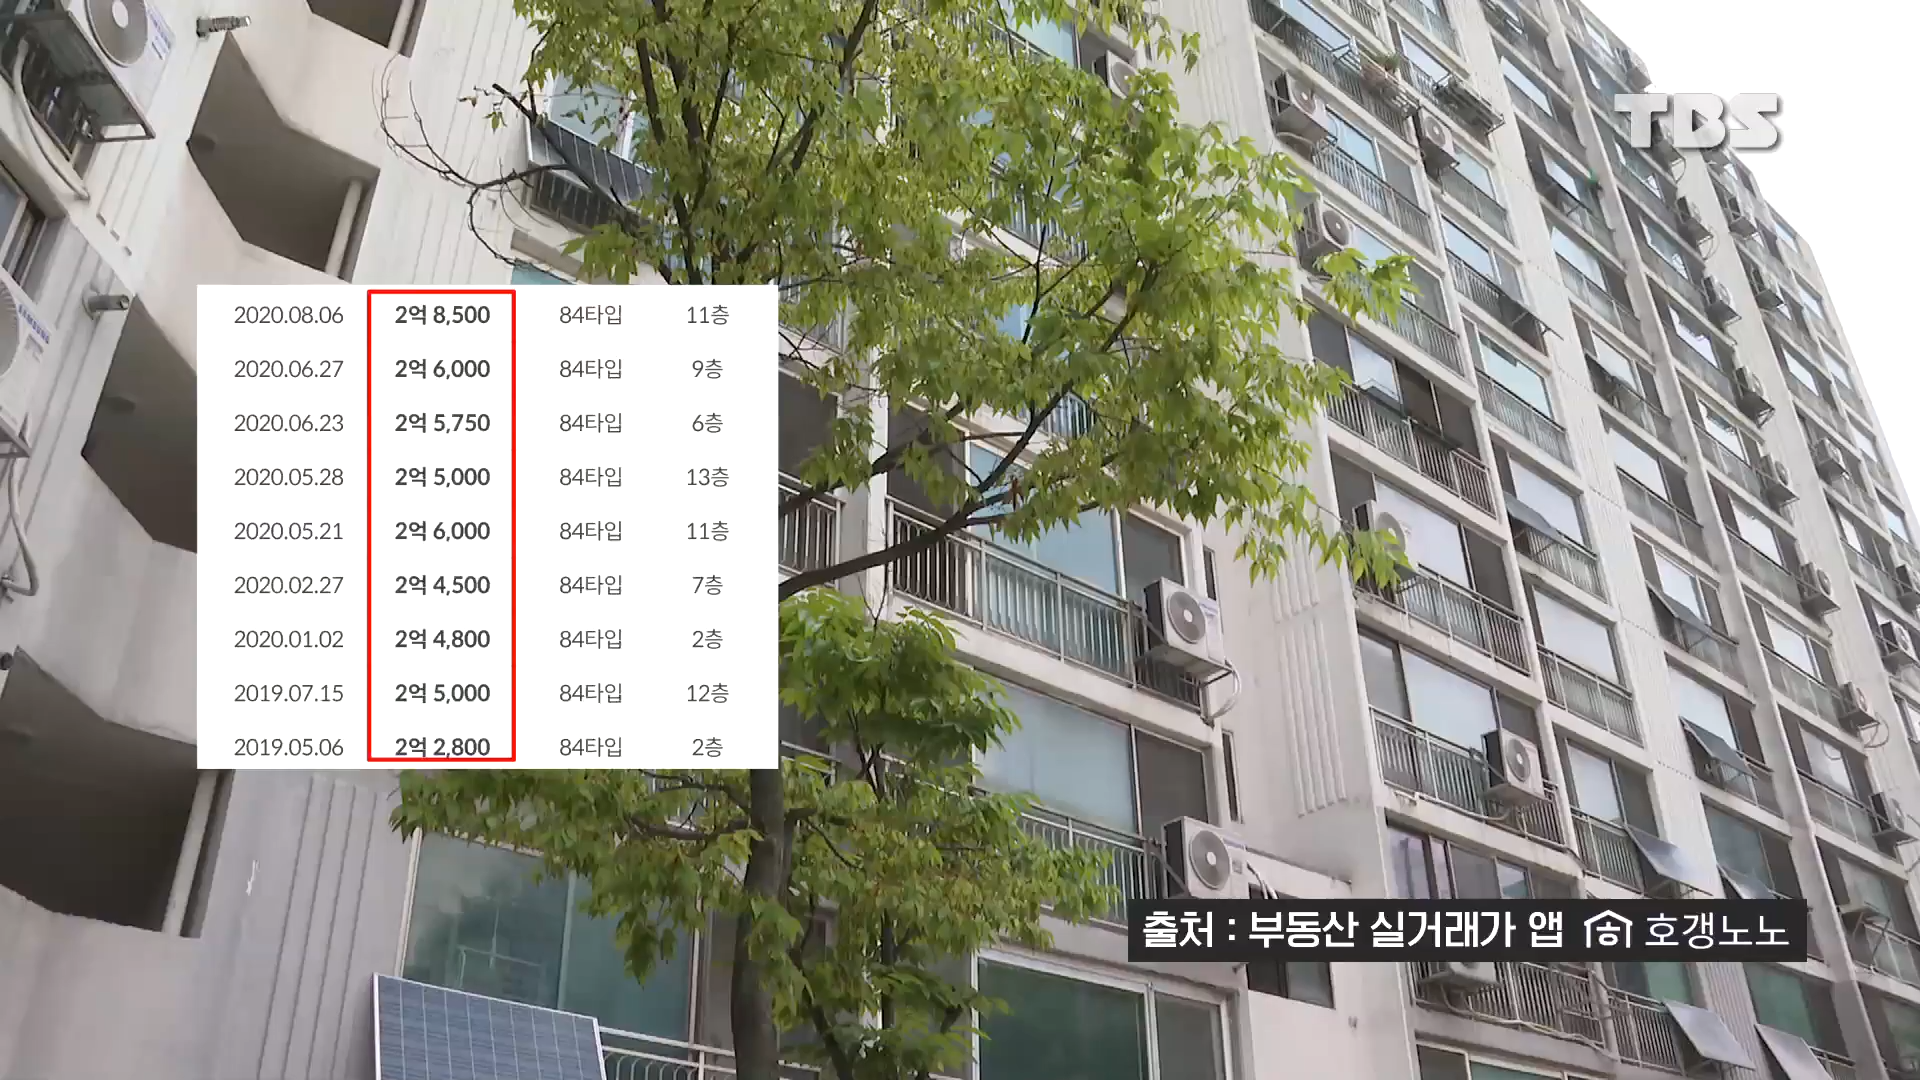 TBS
2020.08.06 2억 8,500 84타입 11층
2020.06.27 2억 6,000 84타입 9층
2020.06.23 2억 5,750 84타입 6층
2020.05.28 2억 5,000 84타입 13층
2020.05.21 2억 6,000 84타입 11층
2020.02.27 2억 4,500 84타입 7층
2020.01.02 2억 4,800 84타입 2층
2019.07.15 2억 5,000 84타입 12층
2019.05.06 2억 2,800 84타입 2층
출처 : 부동산 실거래가 앱 호갱노노